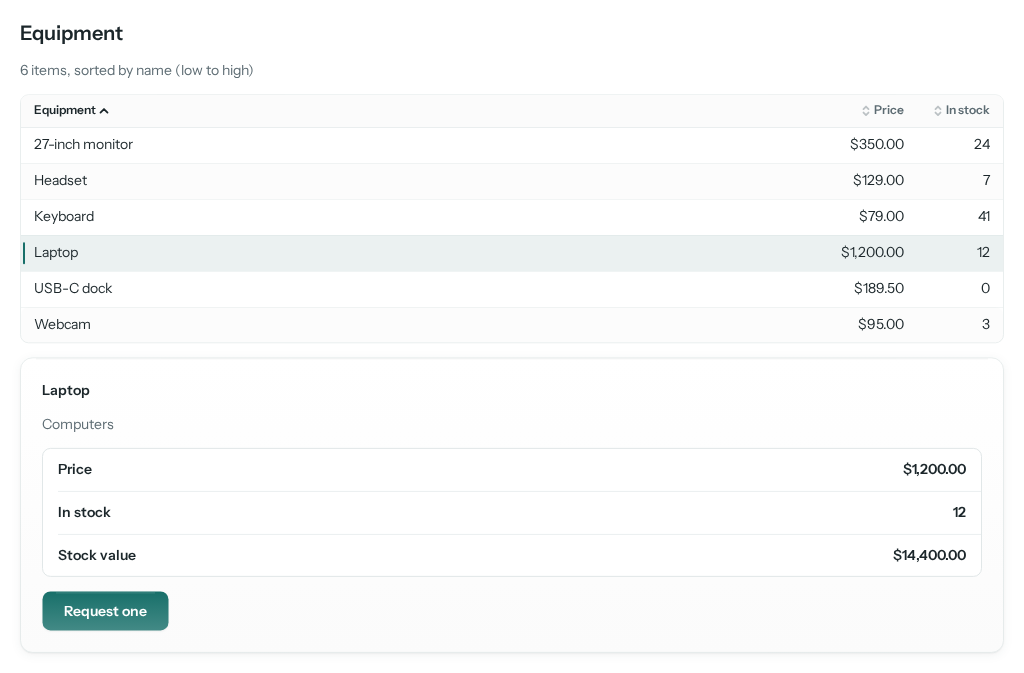 Equipment
6 items, sorted by name (low to high)
Equipment Price In stock
27-inch monitor $350.00 24
Headset $129.00 7
Keyboard $79.00 41
Laptop $1,200.00 12
USB-C dock $189.50 0
Webcam $95.00 3
Laptop
Computers
Price $1,200.00
In stock 12
Stock value $14,400.00
Request one